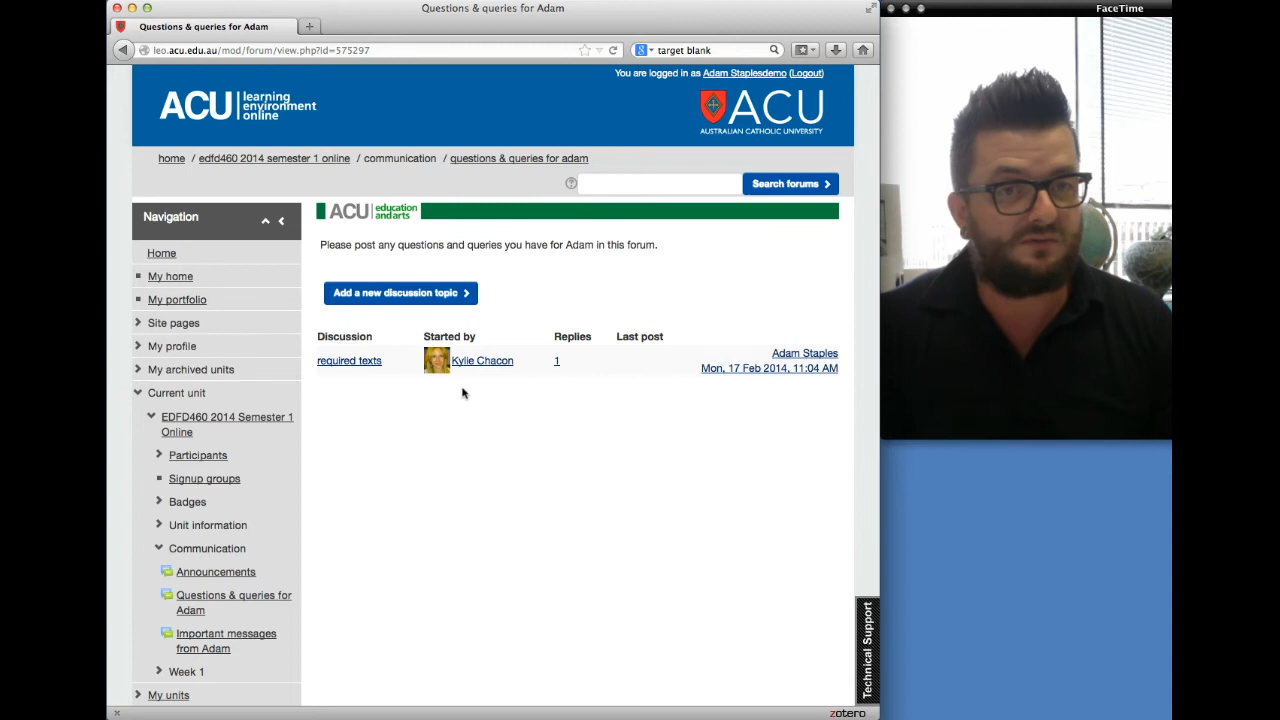 Questions & queries for Adam
FaceTime
Questions & queries for Adam
leo.acu.edu.au/mod/forum/view.php?id=575297
target blank
You are logged in as Adam Staplesdemo (Logout)
ACU learning environment online
ACU
AUSTRALIAN CATHOLIC UNIVERSITY
home / edfd460 2014 semester 1 online / communication / questions & queries for adam
Search forums
Navigation
ACU education and arts
Please post any questions and queries you have for Adam in this forum.
Home
My home
My portfolio
Site pages
My profile
My archived units
Current unit
EDFD460 2014 Semester 1
Online
Participants
Signup groups
Badges
Unit information
Communication
Announcements
Questions & queries for
Adam
Important messages
from Adam
Week 1
My units
Add a new discussion topic
Discussion Started by Replies Last post
required texts Kylie Chacon 1 Adam Staples
Mon, 17 Feb 2014, 11:04 AM
Technical Support
zotero